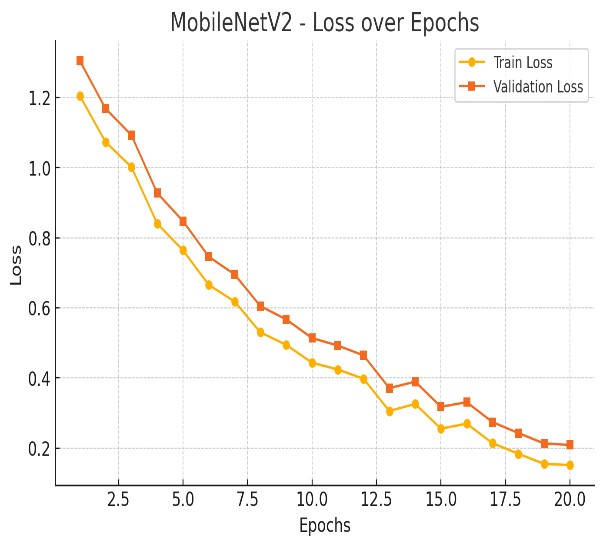 MobileNetV2 - Loss over Epochs
Train Loss
Validation Loss
Loss
1.2
1.0
0.8
0.6
0.4
0.2
2.5 5.0 7.5 10.0 12.5 15.0 17.5 20.0
Epochs